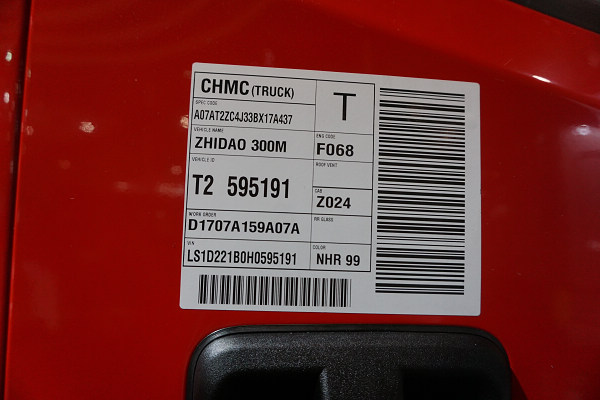 CHMC (TRUCK)
T
SPEC CODE
A07AT2ZC4J33BX17A437
VEHICLE NAME
ZHIDAO 300M
ENG CODE
F068
VEHICLE ID
T2 595191
ROOF VENT
CAB
Z024
WORK ORDER
D1707A159A07A
RR GLASS
VIN
LS1D221B0H0595191
COLUM
NHR 99